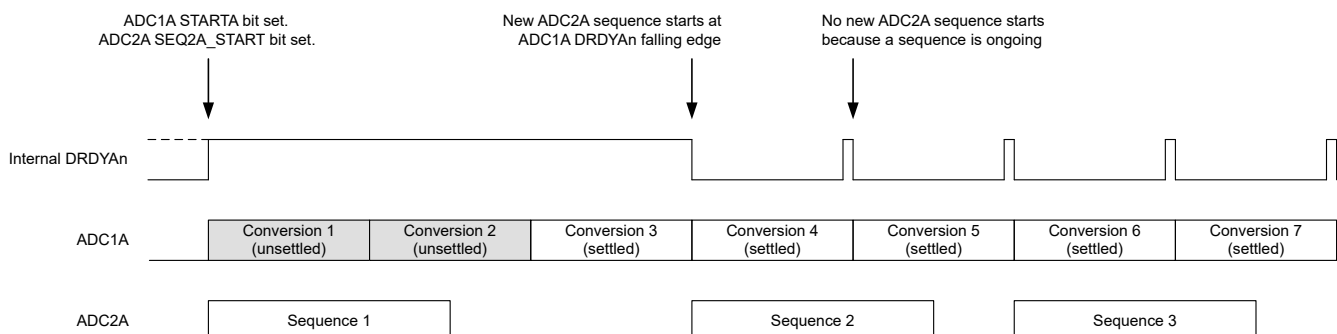 ADC1A STARTA bit set.
ADC2A SEQ2A_START bit set.
New ADC2A sequence starts at
ADC1A DRDYAn falling edge
No new ADC2A sequence starts
because a sequence is ongoing
Internal DRDYAn
ADC1A
Conversion 1
(unsettled)
Conversion 2
(unsettled)
Conversion 3
(settled)
Conversion 4
(settled)
Conversion 5
(settled)
Conversion 6
(settled)
Conversion 7
(settled)
ADC2A
Sequence 1
Sequence 2
Sequence 3